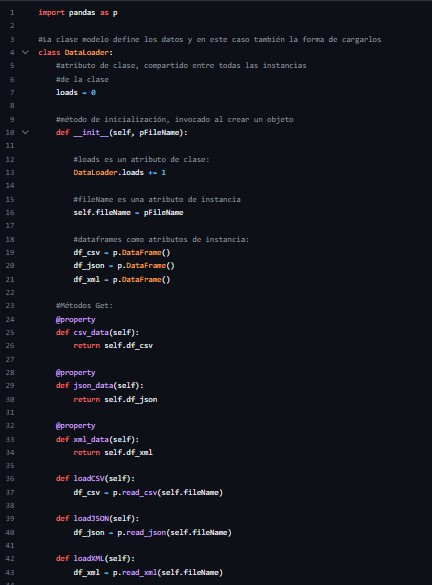 1 import pandas as p
2
3 #La clase modelo define los datos y en este caso también la forma de cargarlos
4 class DataLoader:
5 #atributo de clase, compartido entre todas las instancias
6 #de la clase
7 loads = 0
8
9 #método de inicialización, invocado al crear un objeto
10 def __init__(self, pFileName):
11
12 #loads es un atributo de clase:
13 DataLoader.loads += 1
14
15 #fileName es una atributo de instancia
16 self.fileName = pFileName
17
18 #dataframes como atributos de instancia:
19 df_csv = p.DataFrame()
20 df_json = p.DataFrame()
21 df_xml = p.DataFrame()
22
23 #Métodos Get:
24 @property
25 def csv_data(self):
26 return self.df_csv
27
28 @property
29 def json_data(self):
30 return self.df_json
31
32 @property
33 def xml_data(self):
34 return self.df_xml
35
36 def loadCSV(self):
37 df_csv = p.read_csv(self.fileName)
38
39 def loadJSON(self):
40 df_json = p.read_json(self.fileName)
41
42 def loadXML(self):
43 df_xml = p.read_xml(self.fileName)